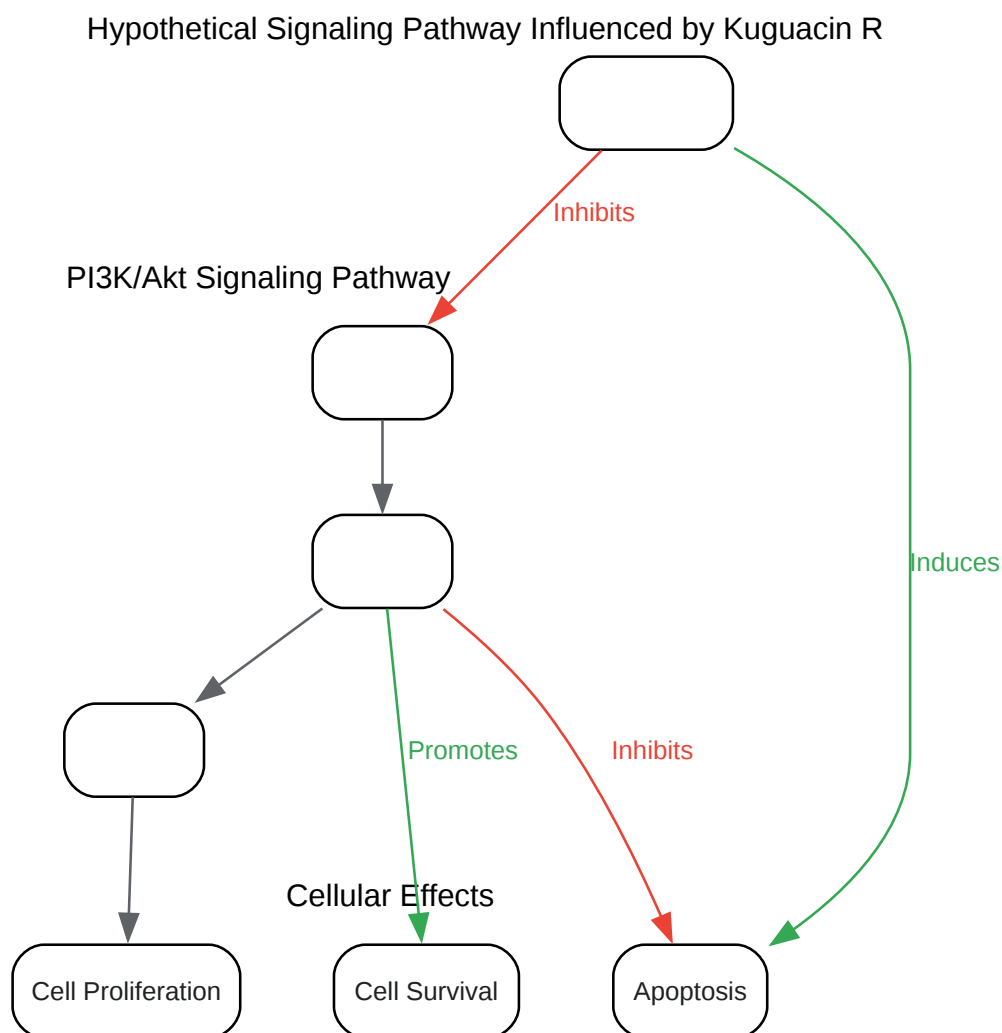 Hypothetical Signaling Pathway Influenced by Kuguacin R
Inhibits
PI3K/Akt Signaling Pathway
Induces
Promotes
Inhibits
Cellular Effects
Cell Proliferation
Cell Survival
Apoptosis